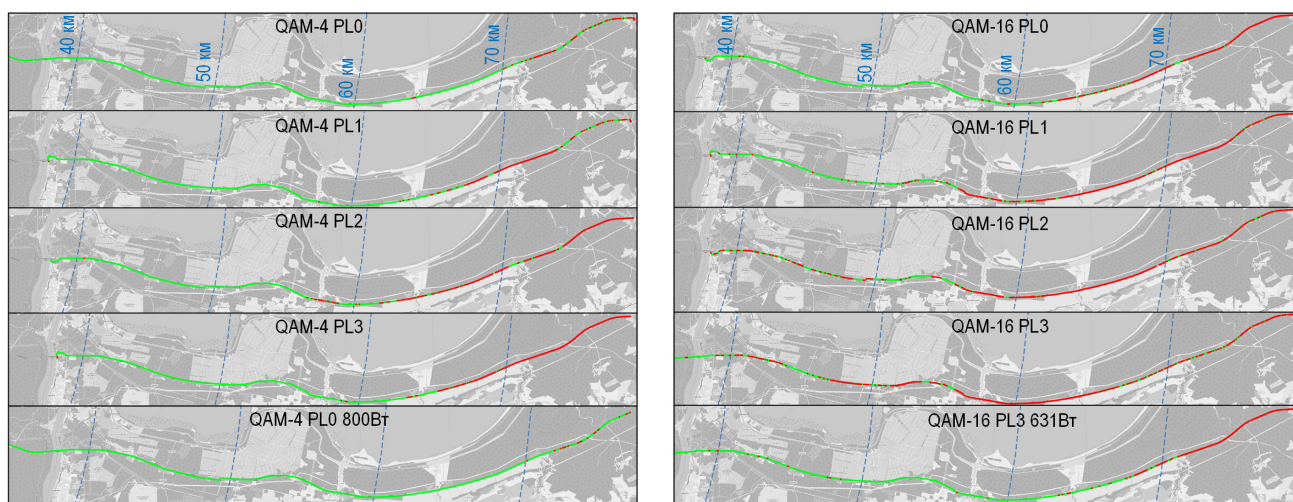 QAM-4 PL0
40 км
50 км
60 км
70 км
QAM-4 PL1
QAM-4 PL2
QAM-4 PL3
QAM-4 PL0 800Вт
QAM-16 PL0
40 км
50 км
60 км
70 км
QAM-16 PL1
QAM-16 PL2
QAM-16 PL3
QAM-16 PL3 631Вт